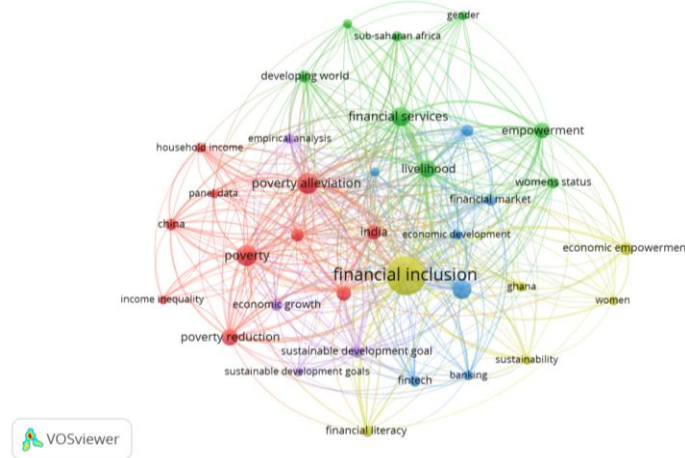 gender
sub-saharan africa
developing world
financial services
empowerment
empirical analysis
household income
livelihood
poverty alleviation
womens status
panel data
financial market
china
india
economic development
economic empowermen
poverty
financial inclusion
ghana
income inequality
economic growth
women
poverty reduction
sustainable development goal
sustainability
sustainable development goals
fintech
banking
financial literacy
VOSviewer